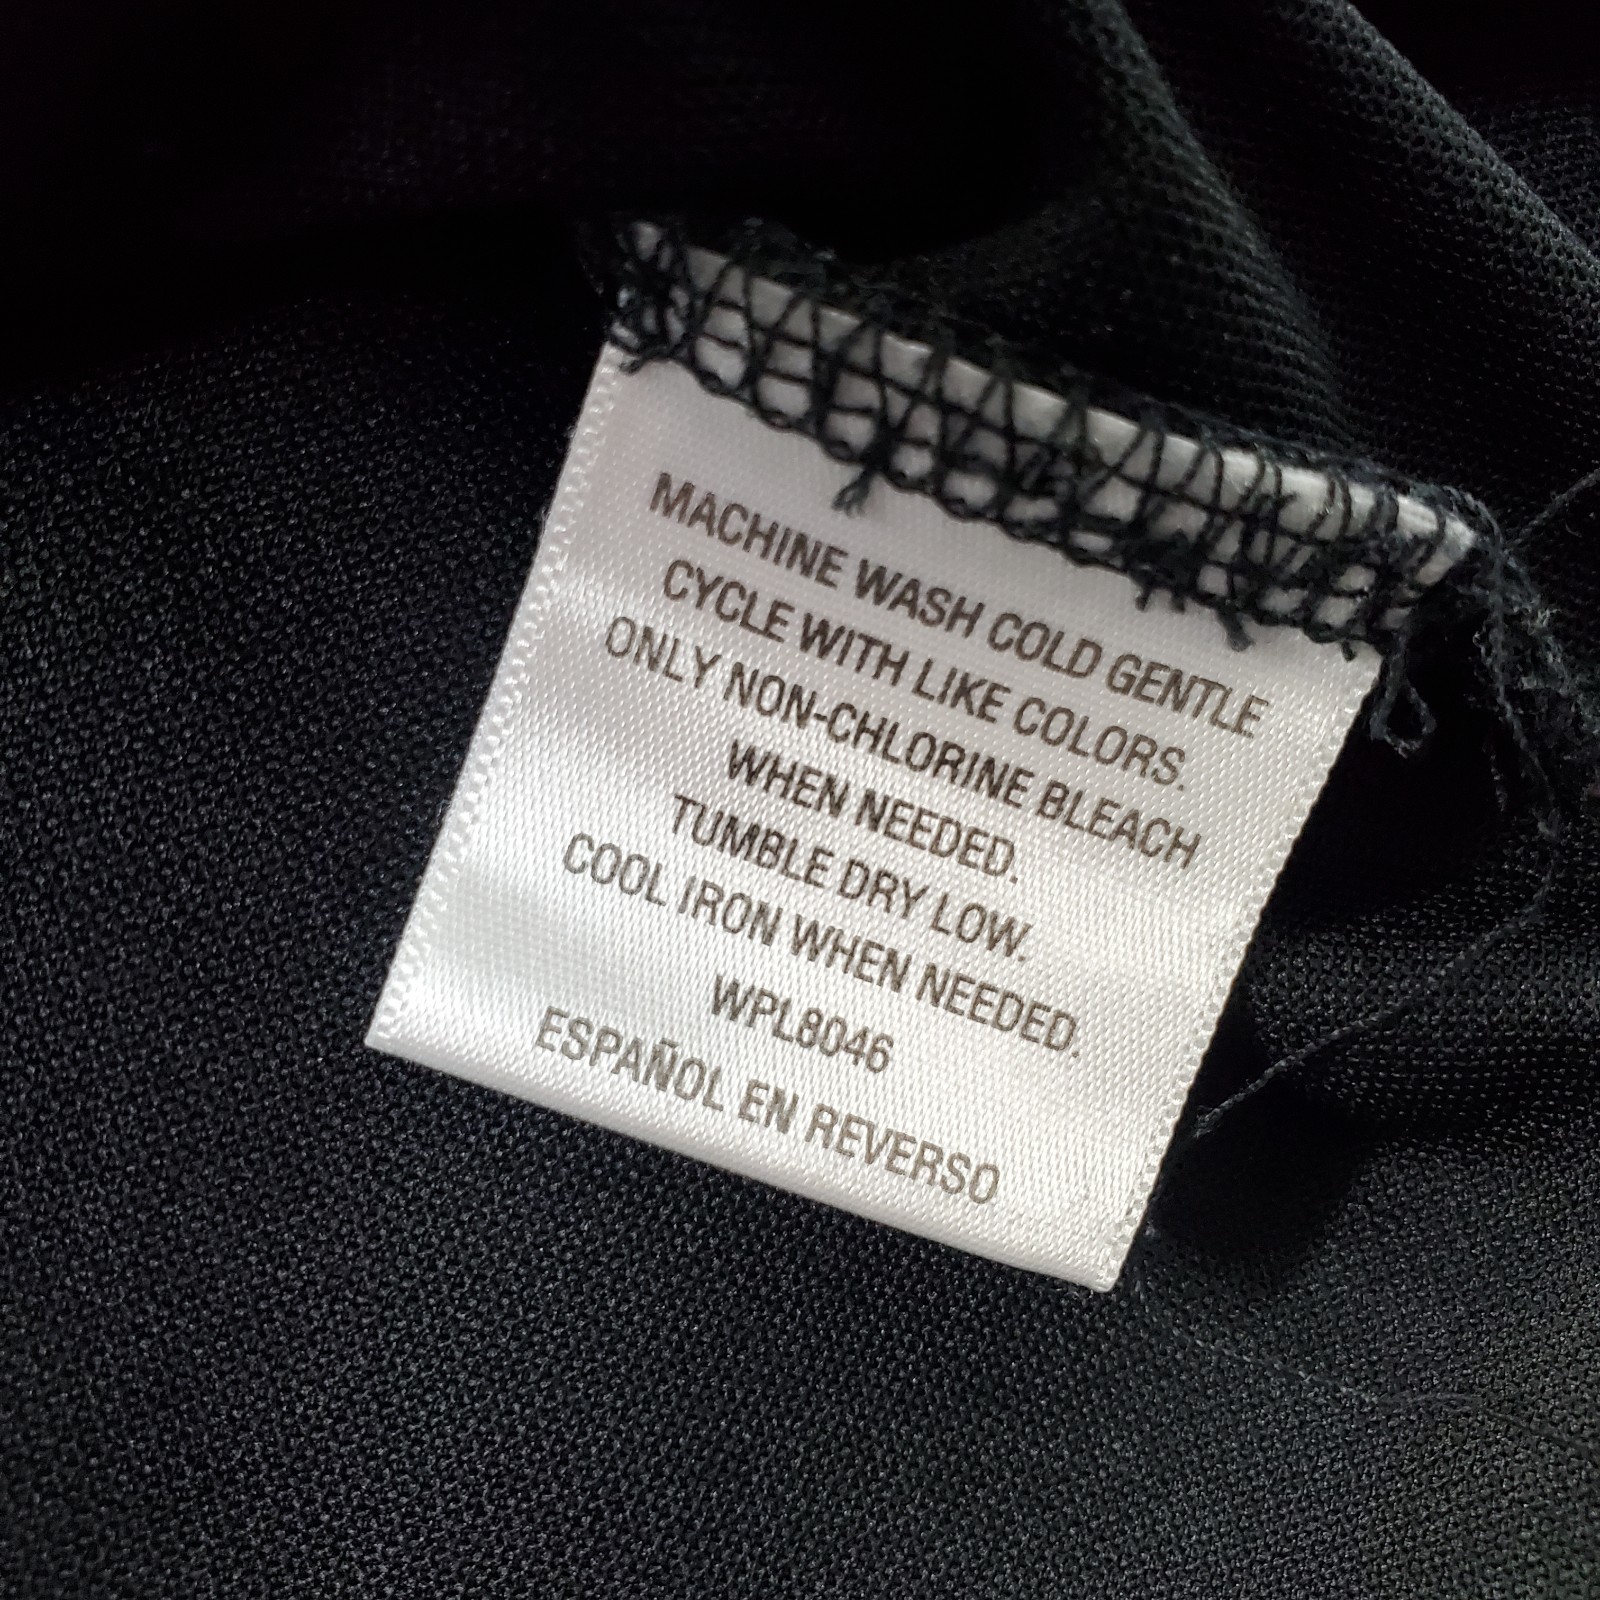 MACHINE WASH COLD GENTLE
CYCLE WITH LIKE COLORS.
ONLY NON-CHLORINE BLEACH
WHEN NEEDED.
TUMBLE DRY LOW.
COOL IRON WHEN NEEDED.
WPL8046
ESPAÑOL EN REVERSO